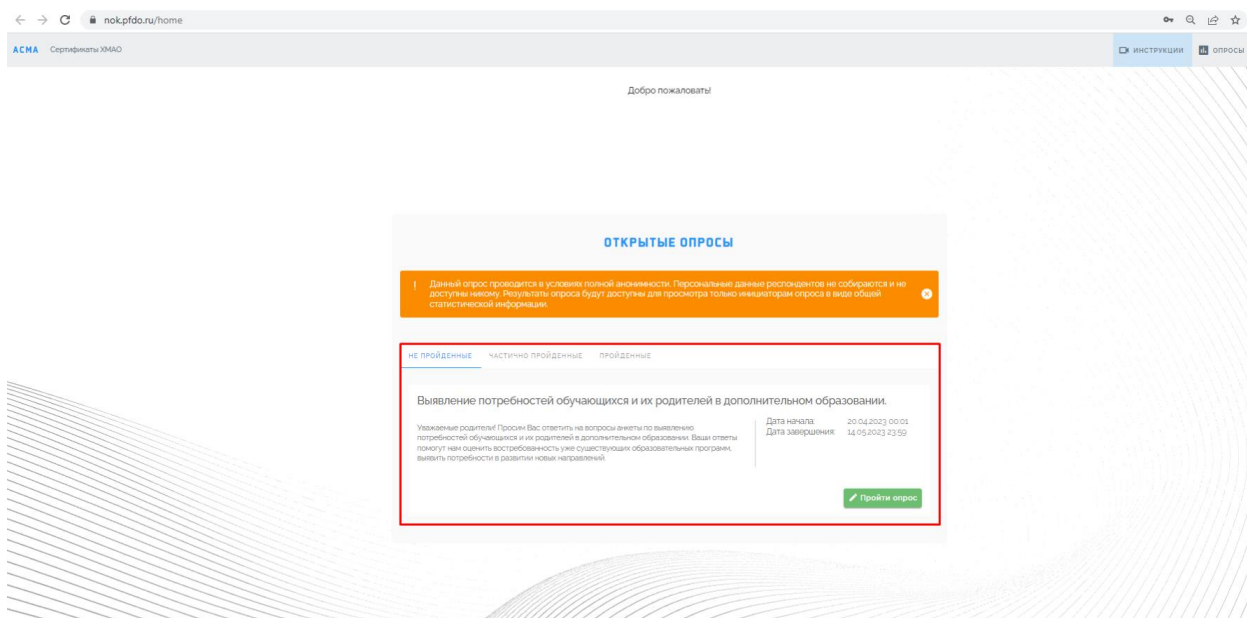 nok.pfdo.ru/home
АСМА Сертификаты ХМАО ИНСТРУКЦИИ ОПРОСЫ
Добро пожаловать!
ОТКРЫТЫЕ ОПРОСЫ
! Данный опрос проводится в условиях полной анонимности. Персональные данные респондентов не собираются и не
доступны никому. Результаты опроса будут доступны для просмотра только инициаторам опроса в виде общей
статистической информации.
НЕ ПРОЙДЕННЫЕ ЧАСТИЧНО ПРОЙДЕННЫЕ ПРОЙДЕННЫЕ
Выявление потребностей обучающихся и их родителей в дополнительном образовании.
Уважаемые родители! Просим Вас ответить на вопросы анкеты по выявлению
потребностей обучающихся и их родителей в дополнительном образовании. Ваши ответы
помогут нам оценить востребованность уже существующих образовательных программ,
выявить потребности в развитии новых направлений.
Дата начала: 20.04.2023 00:01
Дата завершения: 14.05.2023 23:59
Пройти опрос